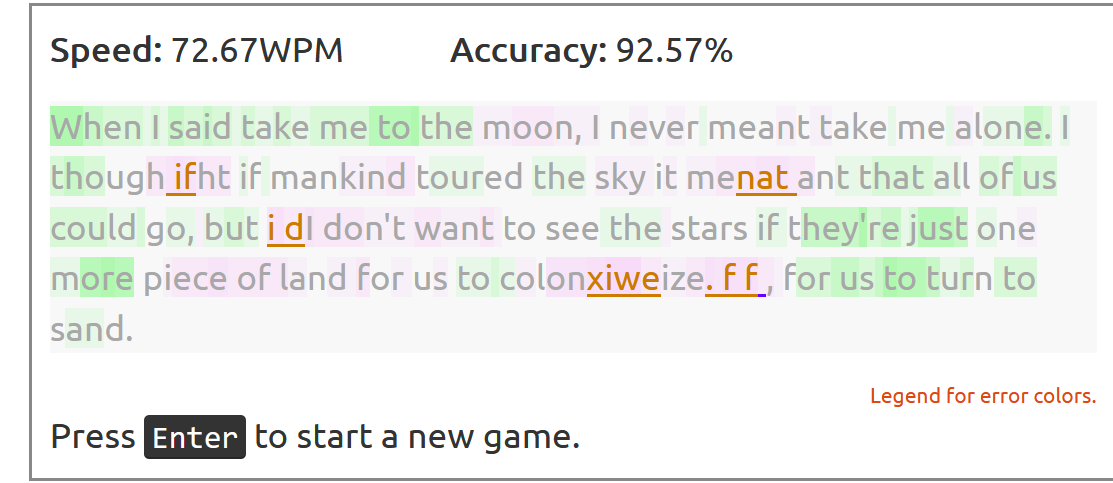 Speed: 72.67WPM Accuracy: 92.57%
When I said take me to the moon, I never meant take me alone. I
though ifht if mankind toured the sky it menat ant that all of us
could go, but i dI don't want to see the stars if they're just one
more piece of land for us to colonxiweize. f f , for us to turn to
sand.
Legend for error colors.
Press Enter to start a new game.